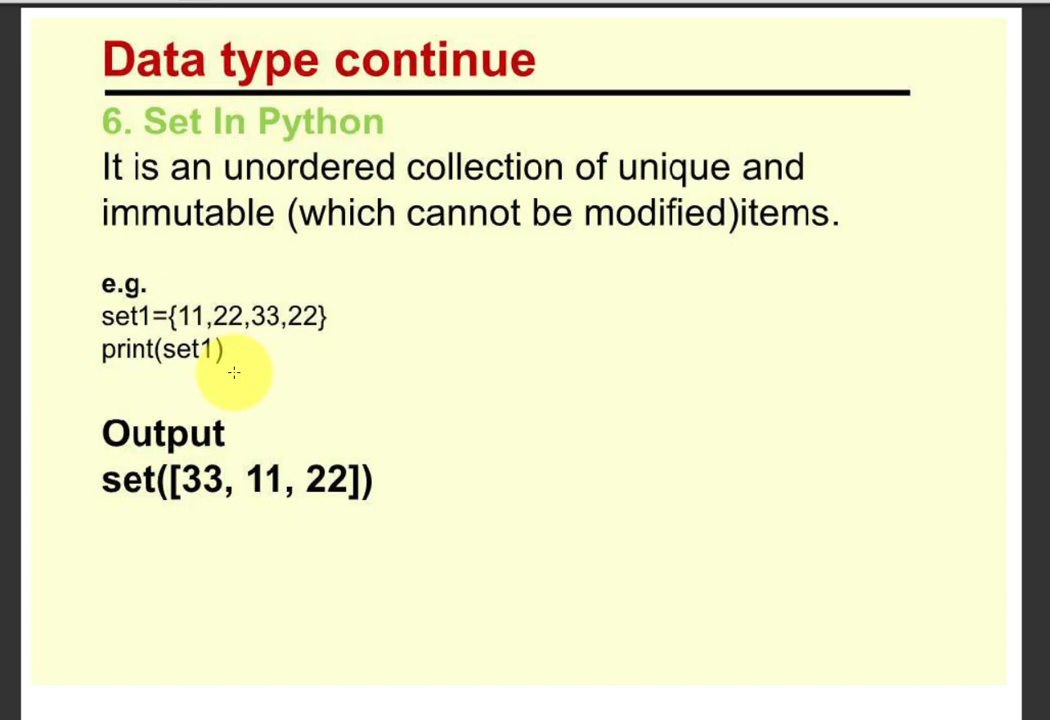 Data type continue
6. Set In Python
It is an unordered collection of unique and
immutable (which cannot be modified)items.
e.g.
set1={11,22,33,22}
print(set1)
Output
set([33, 11, 22])